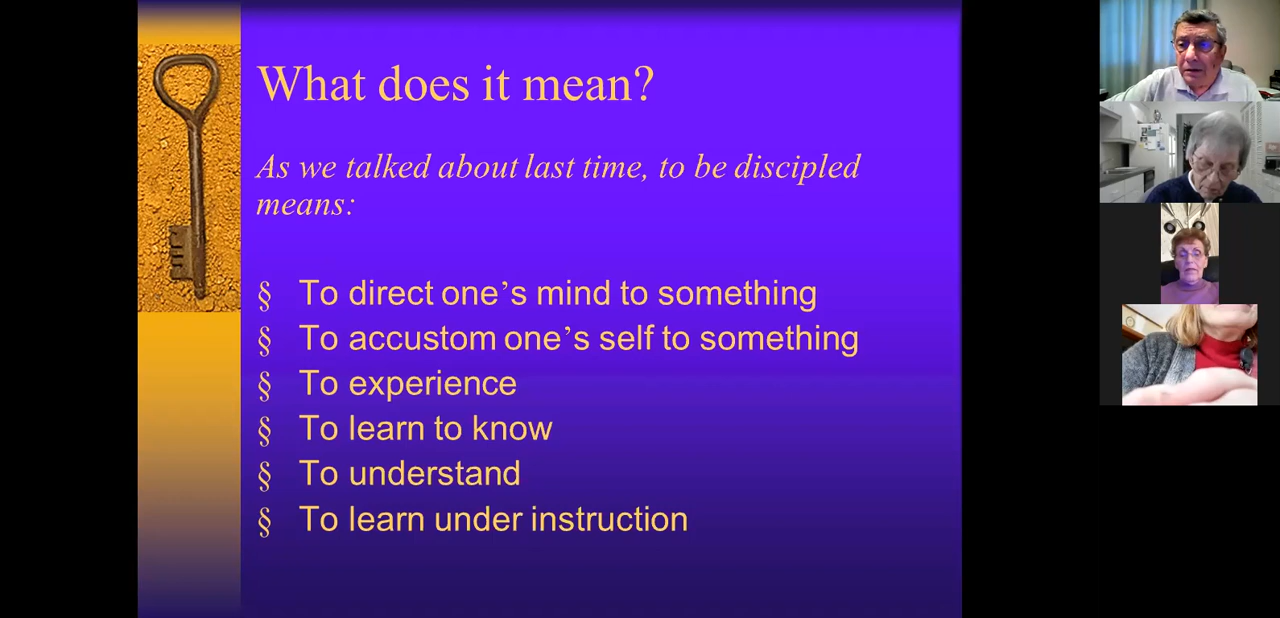 What does it mean?
As we talked about last time, to be discipled
means:
§ To direct one’s mind to something
§ To accustom one’s self to something
§ To experience
§ To learn to know
§ To understand
§ To learn under instruction